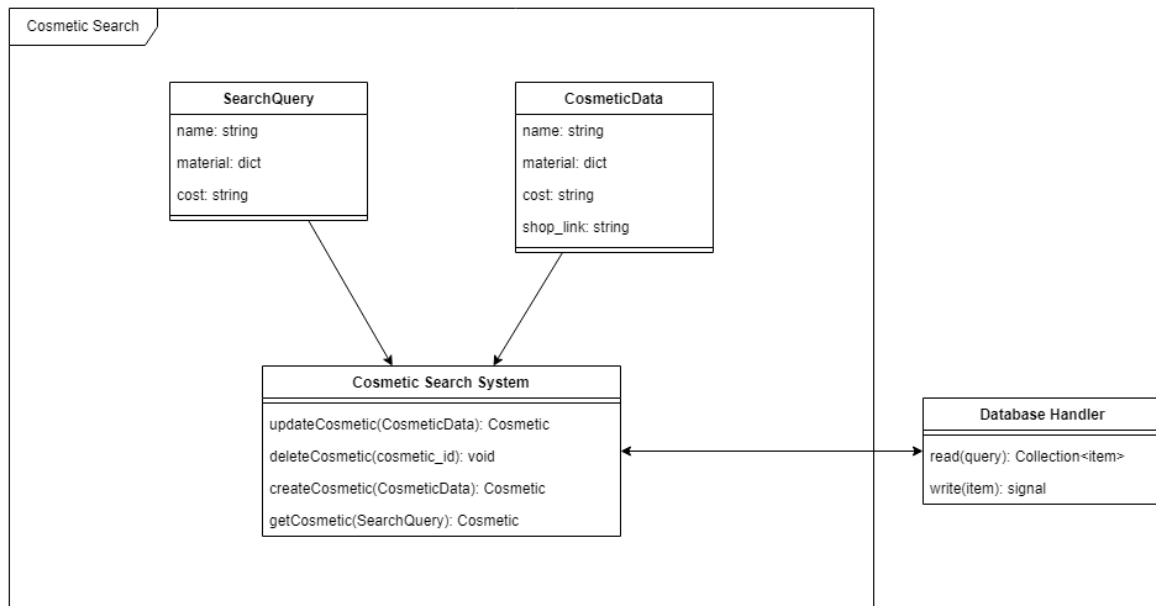 Cosmetic Search
SearchQuery
name: string
material: dict
cost: string
CosmeticData
name: string
material: dict
cost: string
shop_link: string
Cosmetic Search System
updateCosmetic(CosmeticData): Cosmetic
deleteCosmetic(cosmetic_id): void
createCosmetic(CosmeticData): Cosmetic
getCosmetic(SearchQuery): Cosmetic
Database Handler
read(query): Collection<item>
write(item): signal